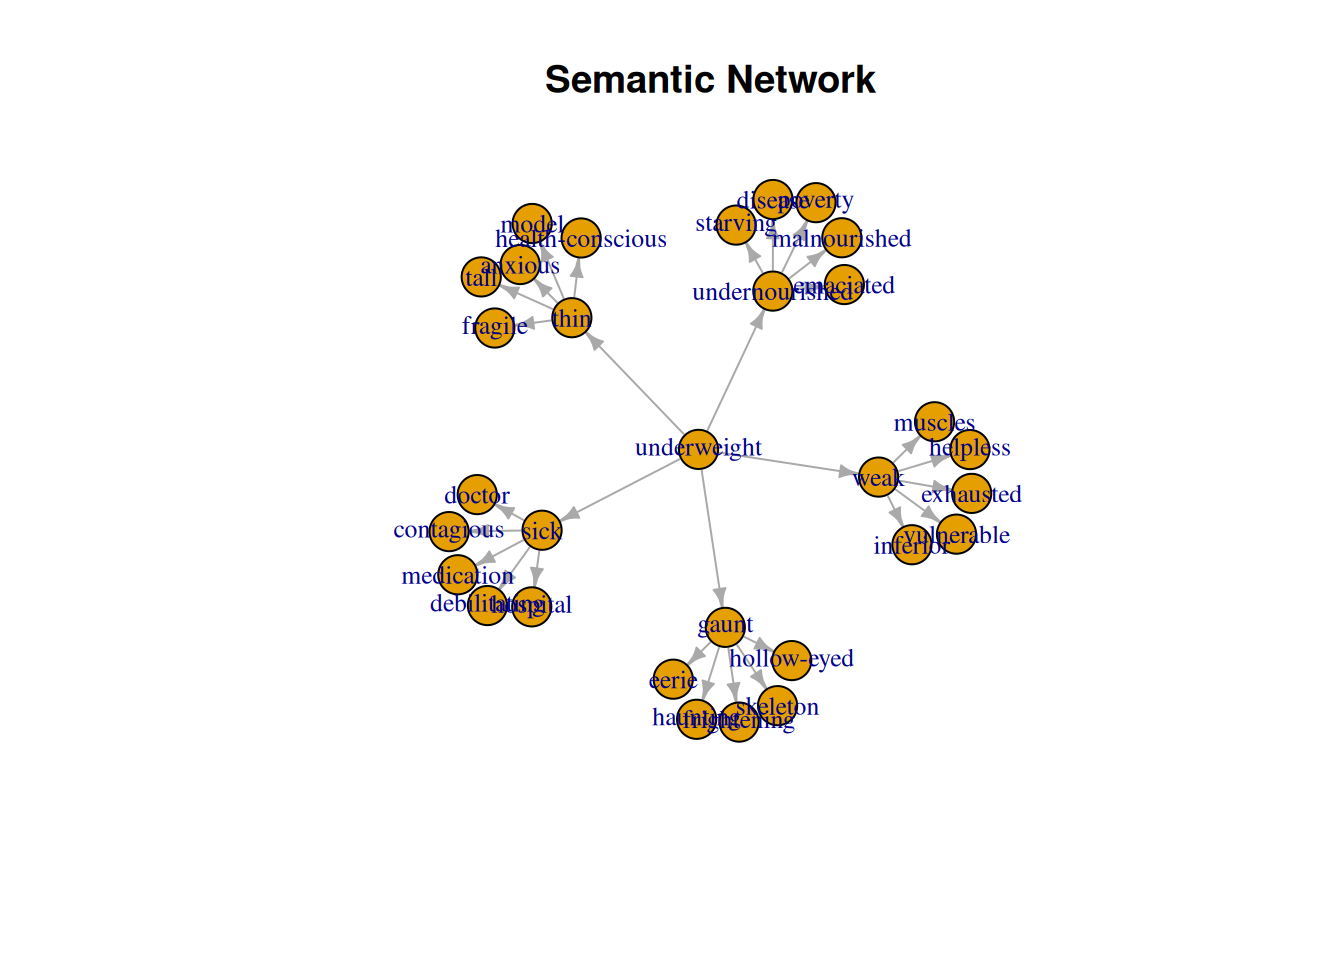 Semantic Network
disease
poverty
starving
malnourished
undernourished
emaciated
model
health-conscious
anxious
tall
fragile
thin
underweight
muscles
helpless
weak
exhausted
vulnerable
inferior
doctor
contagious
sick
medication
debilitating
hospital
gaunt
hollow-eyed
eerie
skeleton
haunting
frightening